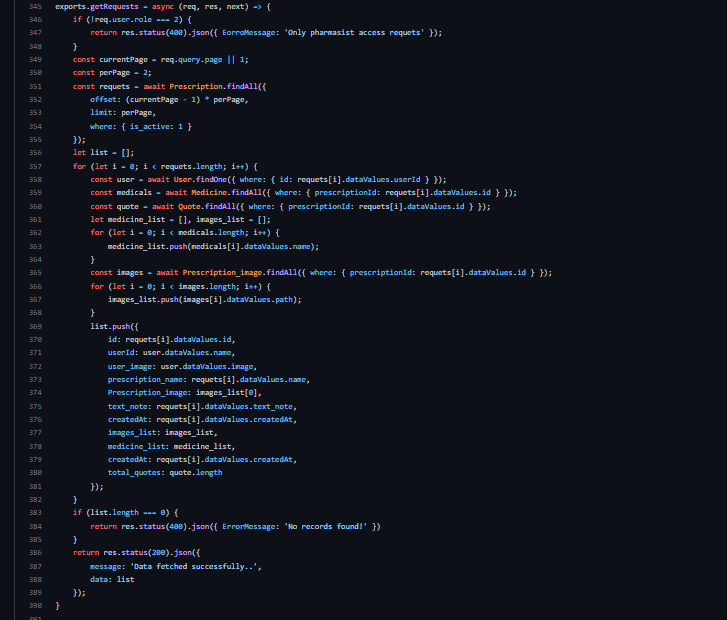 345 exports.getRequests = async (req, res, next) => {
346 if (!req.user.role === 2) {
347 return res.status(400).json({ EorroMessage: 'Only pharmasist access requets' });
348 }
349 const currentPage = req.query.page || 1;
350 const perPage = 2;
351 const requets = await Prescription.findAll({
352 offset: (currentPage - 1) * perPage,
353 limit: perPage,
354 where: { is_active: 1 }
355 });
356 let list = [];
357 for (let i = 0; i < requets.length; i++) {
358 const user = await User.findOne({ where: { id: requets[i].dataValues.userId } });
359 const medicals = await Medicine.findAll({ where: { prescriptionId: requets[i].dataValues.id } });
360 const quote = await Quote.findAll({ where: { prescriptionId: requets[i].dataValues.id } });
361 let medicine_list = [], images_list = [];
362 for (let i = 0; i < medicals.length; i++) {
363 medicine_list.push(medicals[i].dataValues.name);
364 }
365 const images = await Prescription_image.findAll({ where: { prescriptionId: requets[i].dataValues.id } });
366 for (let i = 0; i < images.length; i++) {
367 images_list.push(images[i].dataValues.path);
368 }
369 list.push({
370 id: requets[i].dataValues.id,
371 userId: user.dataValues.name,
372 user_image: user.dataValues.image,
373 prescription_name: requets[i].dataValues.name,
374 Prescription_image: images_list[0],
375 text_note: requets[i].dataValues.text_note,
376 createdAt: requets[i].dataValues.createdAt,
377 images_list: images_list,
378 medicine_list: medicine_list,
379 createdAt: requets[i].dataValues.createdAt,
380 total_quotes: quote.length
381 });
382 }
383 if (list.length === 0) {
384 return res.status(400).json({ ErrorMessage: 'No records found!' })
385 }
386 return res.status(200).json({
387 message: 'Data fetched successfully..',
388 data: list
389 });
390 }
391